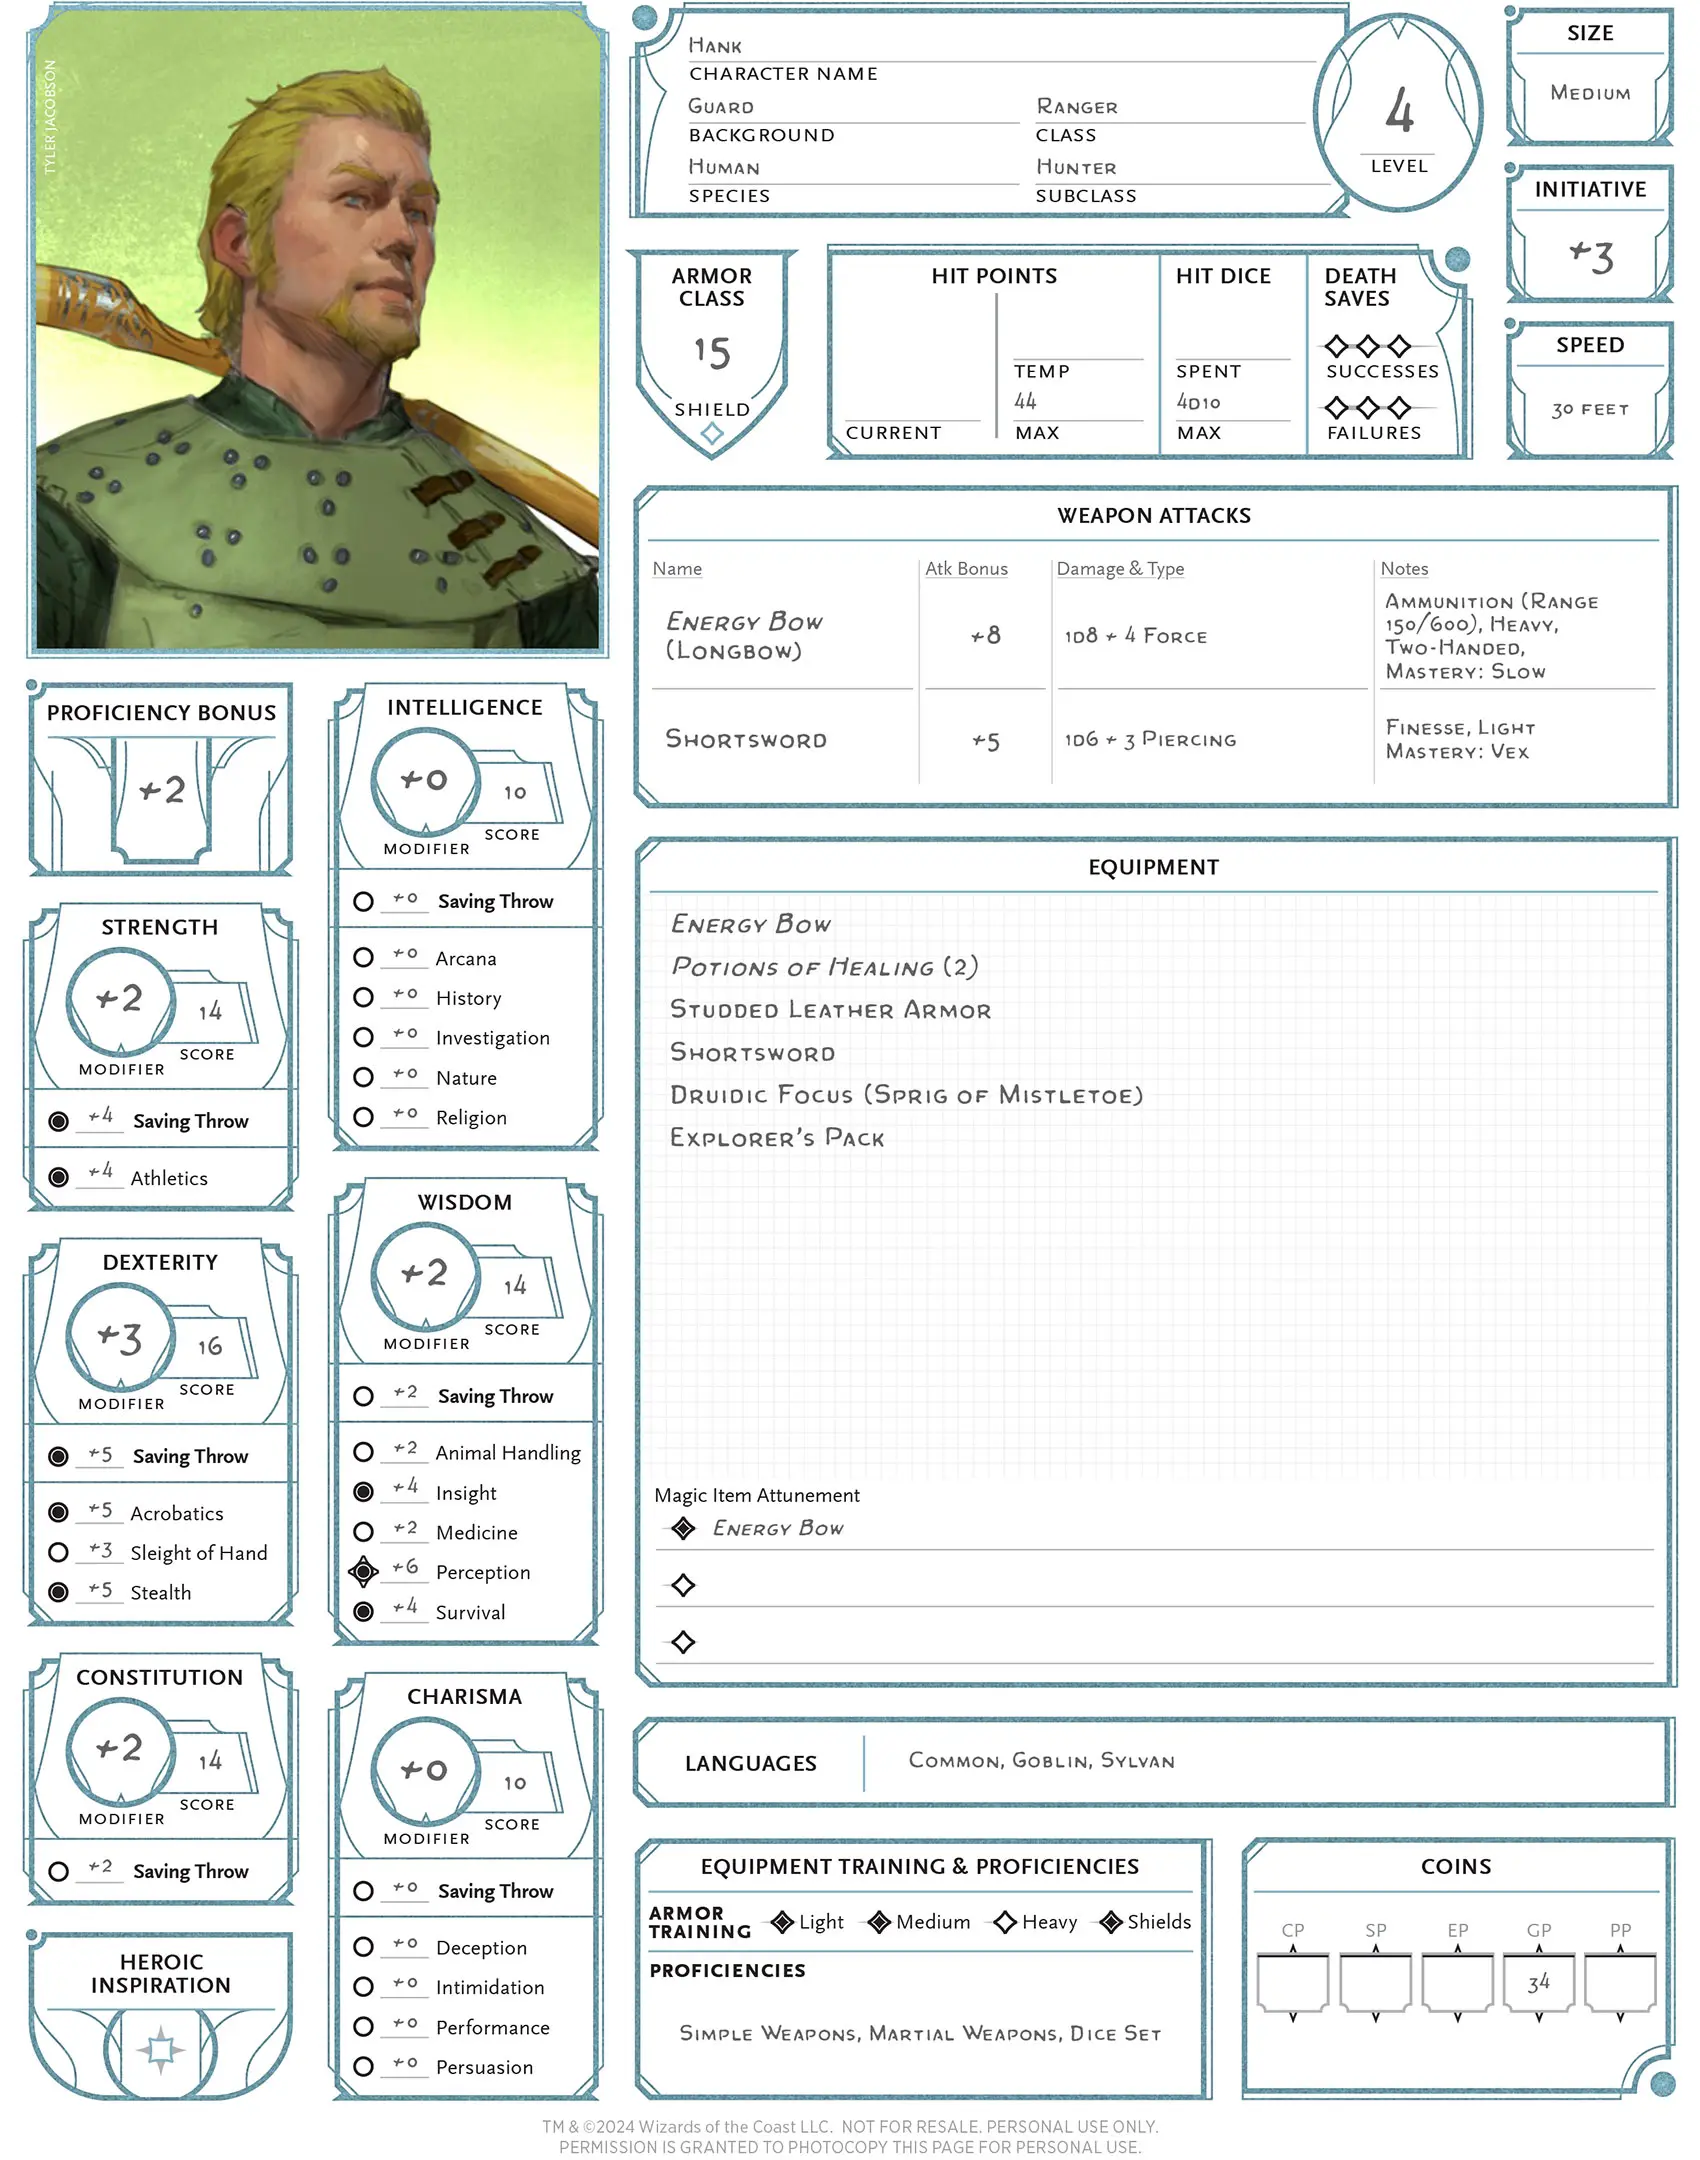 TYLER JACOBSON
Hank
CHARACTER NAME
Guard
BACKGROUND
Ranger
CLASS
Human
SPECIES
Hunter
SUBCLASS
4
LEVEL
SIZE
Medium
INITIATIVE
+3
SPEED
30 feet
ARMOR
CLASS
15
SHIELD
HIT POINTS
CURRENT
TEMP
44
MAX
HIT DICE
SPENT
4d10
MAX
DEATH
SAVES
SUCCESSES
FAILURES
WEAPON ATTACKS
Name
Atk Bonus
Damage & Type
Notes
Energy Bow
(Longbow)
+8
1d8 + 4 Force
Ammunition (Range
150/600), Heavy,
Two-Handed,
Mastery: Slow
Shortsword
+5
1d6 + 3 Piercing
Finesse, Light
Mastery: Vex
PROFICIENCY BONUS
+2
STRENGTH
+2
14
SCORE
MODIFIER
+4 Saving Throw
+4 Athletics
DEXTERITY
+3
16
SCORE
MODIFIER
+5 Saving Throw
+5 Acrobatics
+3 Sleight of Hand
+5 Stealth
CONSTITUTION
+2
14
SCORE
MODIFIER
+2 Saving Throw
HEROIC
INSPIRATION
INTELLIGENCE
+0
10
SCORE
MODIFIER
+0 Saving Throw
+0 Arcana
+0 History
+0 Investigation
+0 Nature
+0 Religion
WISDOM
+2
14
SCORE
MODIFIER
+2 Saving Throw
+2 Animal Handling
+4 Insight
+2 Medicine
+6 Perception
+4 Survival
CHARISMA
+0
10
SCORE
MODIFIER
+0 Saving Throw
+0 Deception
+0 Intimidation
+0 Performance
+0 Persuasion
EQUIPMENT
Energy Bow
Potions of Healing (2)
Studded Leather Armor
Shortsword
Druidic Focus (Sprig of Mistletoe)
Explorer's Pack
Magic Item Attunement
Energy Bow
LANGUAGES
Common, Goblin, Sylvan
EQUIPMENT TRAINING & PROFICIENCIES
ARMOR
TRAINING
Light Medium Heavy Shields
PROFICIENCIES
Simple Weapons, Martial Weapons, Dice Set
COINS
CP SP EP GP PP
34
TM & ©2024 Wizards of the Coast LLC. NOT FOR RESALE. PERSONAL USE ONLY.
PERMISSION IS GRANTED TO PHOTOCOPY THIS PAGE FOR PERSONAL USE.